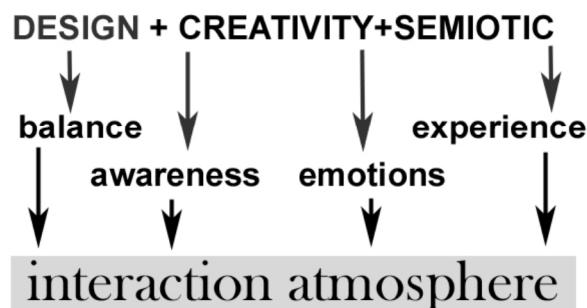 DESIGN + CREATIVITY+SEMIOTIC
balance experience
awareness emotions
interaction atmosphere